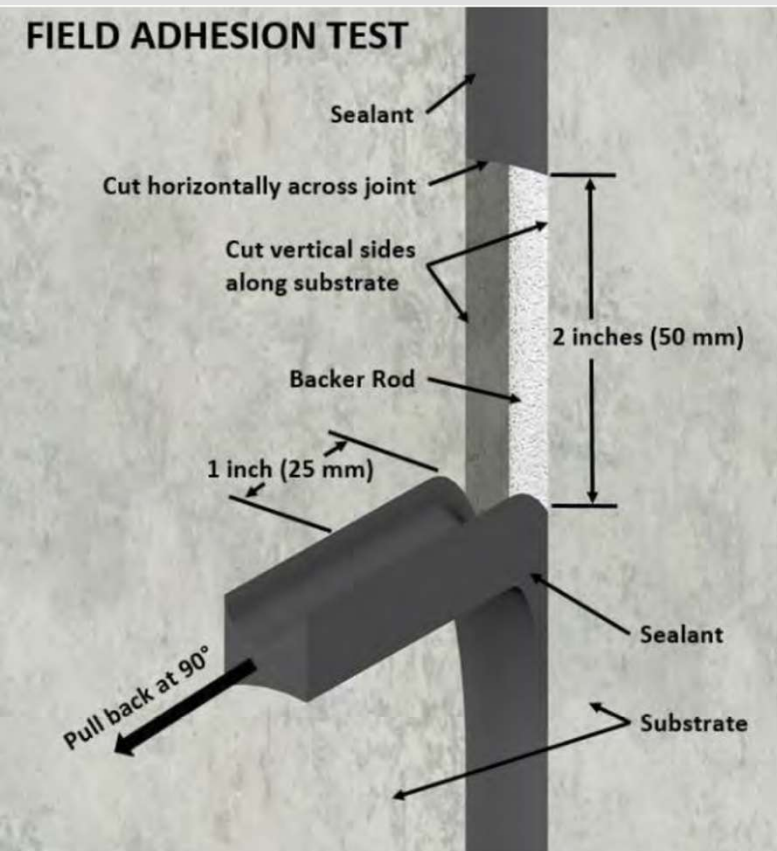 FIELD ADHESION TEST
Sealant
Cut horizontally across joint
Cut vertical sides
along substrate
2 inches (50 mm)
Backer Rod
1 inch (25 mm)
Sealant
Pull back at 90°
Substrate